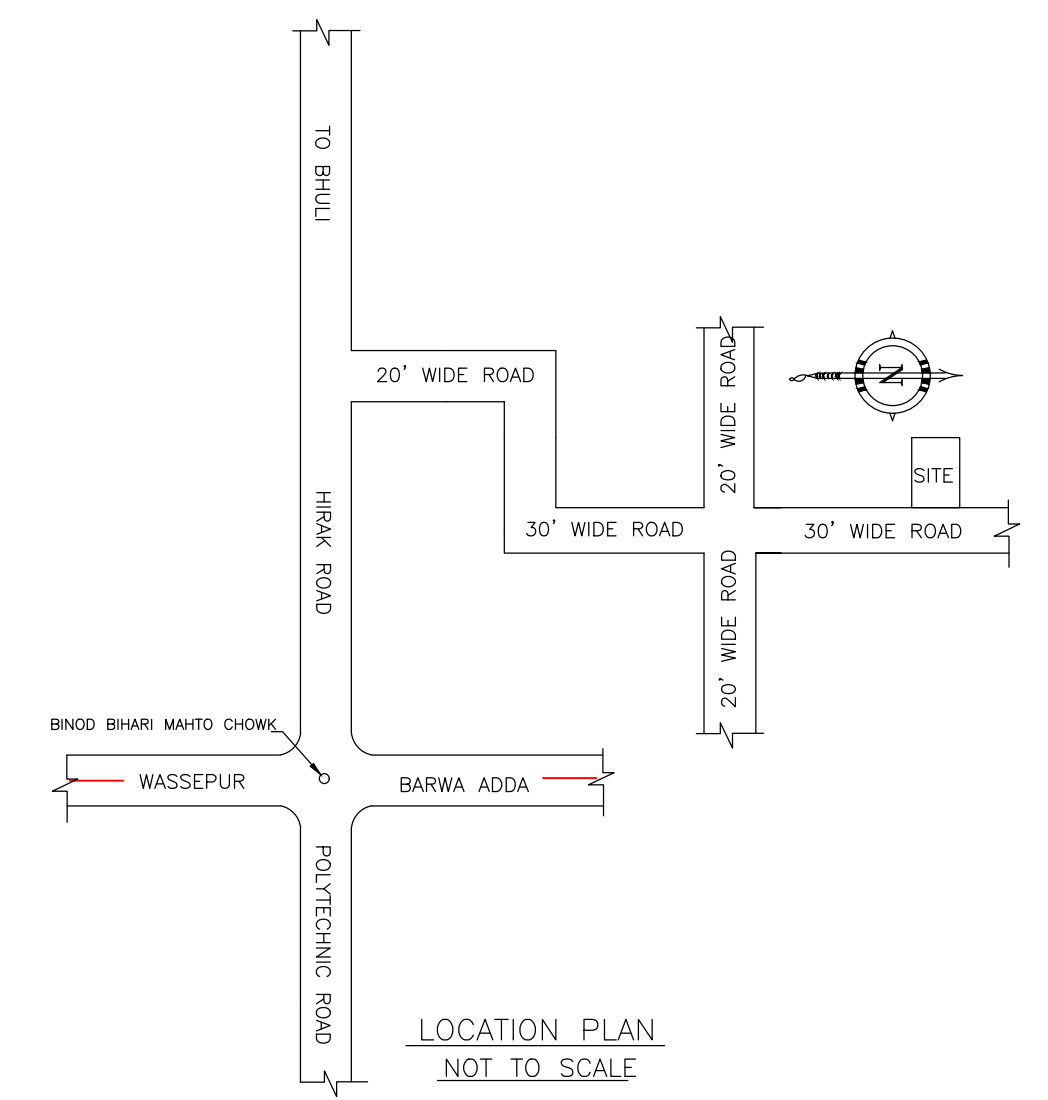 TO BHULI
20' WIDE ROAD
20' WIDE ROAD
N
SITE
HIRAK ROAD
30' WIDE ROAD
30' WIDE ROAD
20' WIDE ROAD
BINOD BIHARI MAHTO CHOWK
WASSEPUR
BARWA ADDA
POLYTECHNIC ROAD
LOCATION PLAN
NOT TO SCALE